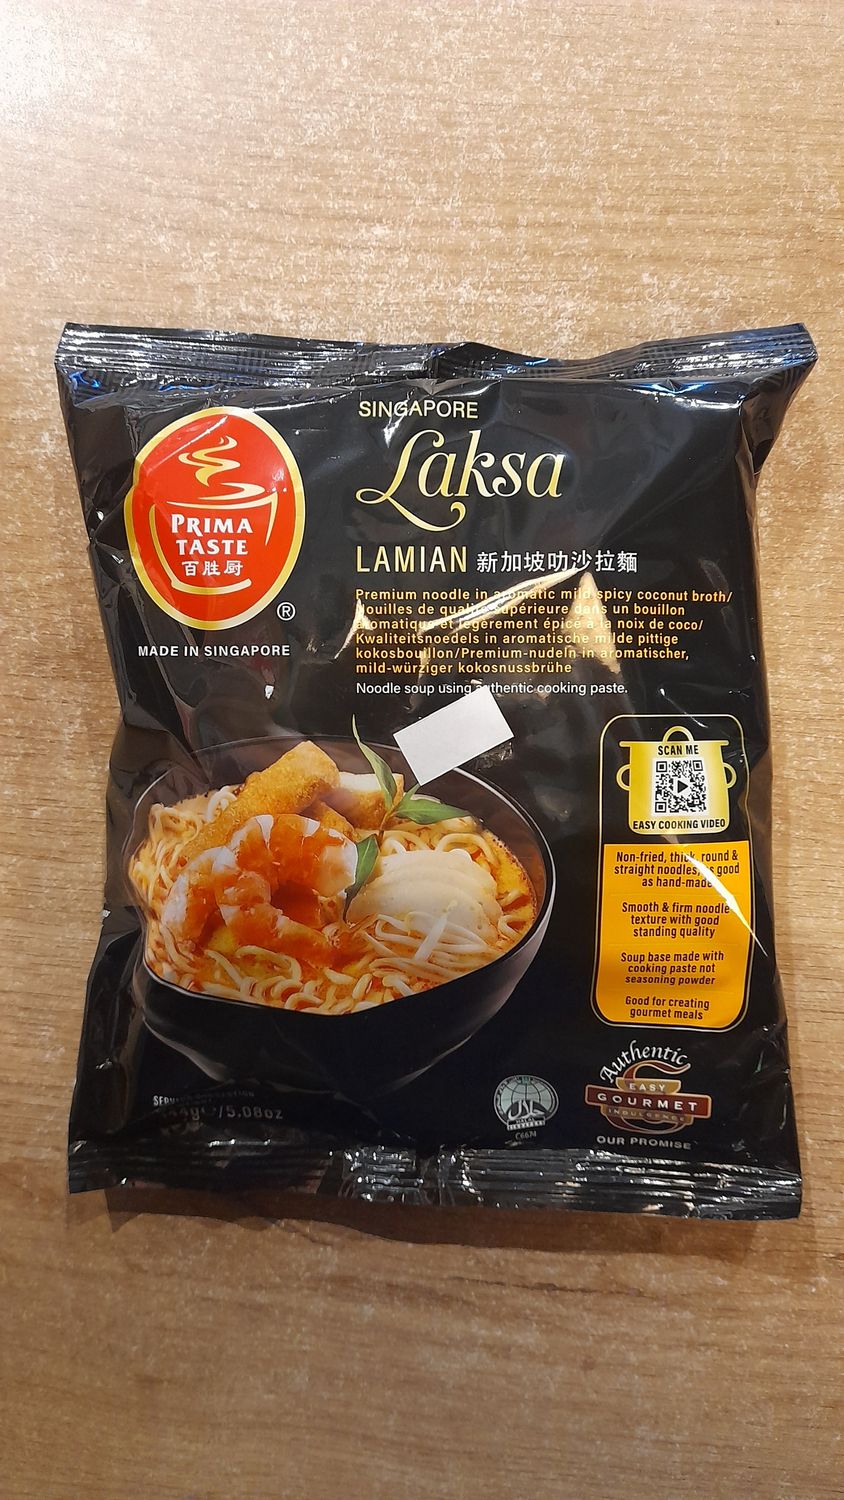 SINGAPORE
Laksa
LAMIAN 新加坡叻沙拉麵
PRIMA
TASTE
百胜厨
®
MADE IN SINGAPORE
Premium noodle in aromatic mild spicy coconut broth/
Nouilles de qualité supérieure dans un bouillon
aromatique et légèrement épicé à la noix de coco/
Kwaliteitsnoedels in aromatische milde pittige
kokosbouillon/Premium-nudeln in aromatischer,
mild-würziger kokosnussbrühe
Noodle soup using authentic cooking paste.
SCAN ME
EASY COOKING VIDEO
Non-fried, thick, round &
straight noodles, as good
as hand-made
Smooth & firm noodle
texture with good
standing quality
Soup base made with
cooking paste not
seasoning powder
Good for creating
gourmet meals
SERVING SUGGESTION
/5.08oz
SINGAPORE
C6674
Authentic
EASY
GOURMET
INDULGENCE
OUR PROMISE